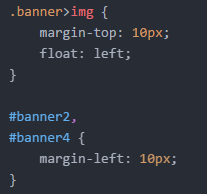 .banner>img {
    margin-top: 10px;
    float: left;
}

#banner2,
#banner4 {
    margin-left: 10px;
}